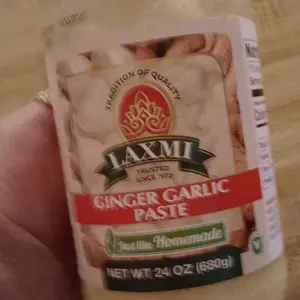 TRADITION OF QUALITY
LAXMI
TRUSTED
SINCE 1972
GINGER GARLIC
PASTE
Just like Homemade
NET WT 24 OZ (680g)